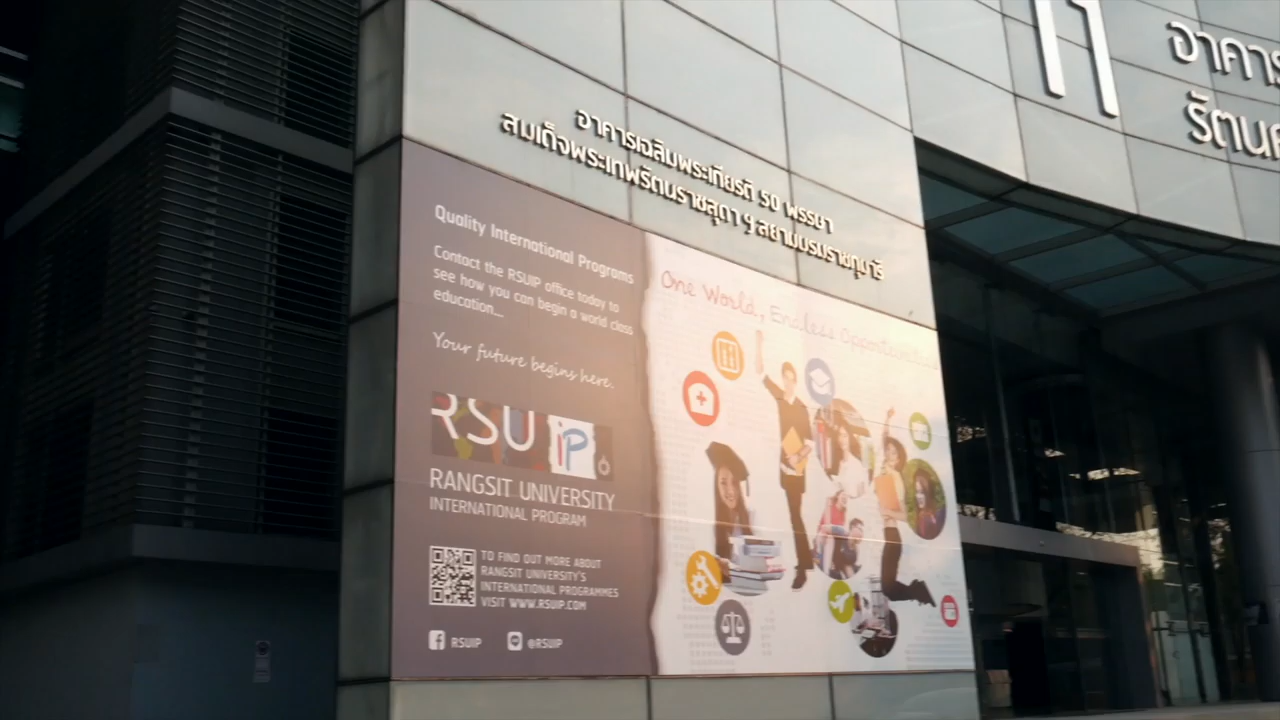 11
อาคาร
รัตน
อาคารเฉลิมพระเกียรติ 50 พรรษา
สมเด็จพระเทพรัตนราชสุดา ฯ สยามบรมราชกุมารี
Quality International Programs
Contact the RSUIP office today to
see how you can begin a world class
education...
Your future begins here.
RSU iP
RANGSIT UNIVERSITY
INTERNATIONAL PROGRAM
TO FIND OUT MORE ABOUT
RANGSIT UNIVERSITY'S
INTERNATIONAL PROGRAMMES
VISIT WWW.RSUIP.COM
RSUIP @RSUIP
One World, Endless Opportunities